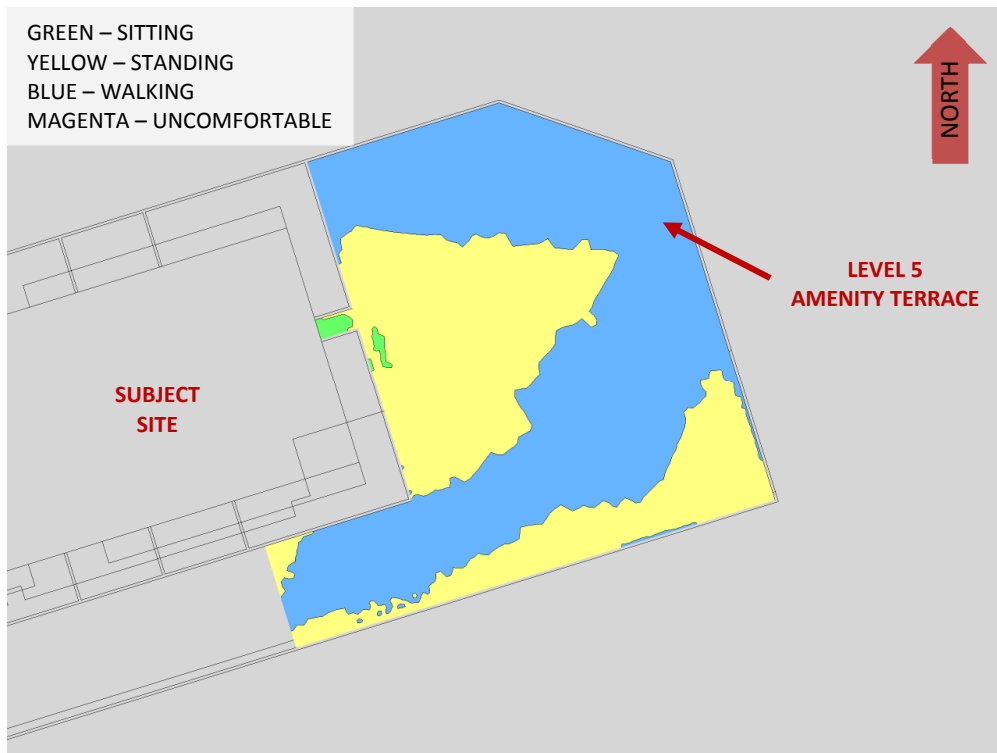 GREEN – SITTING
YELLOW – STANDING
BLUE – WALKING
MAGENTA – UNCOMFORTABLE
NORTH
LEVEL 5
AMENITY TERRACE
SUBJECT
SITE